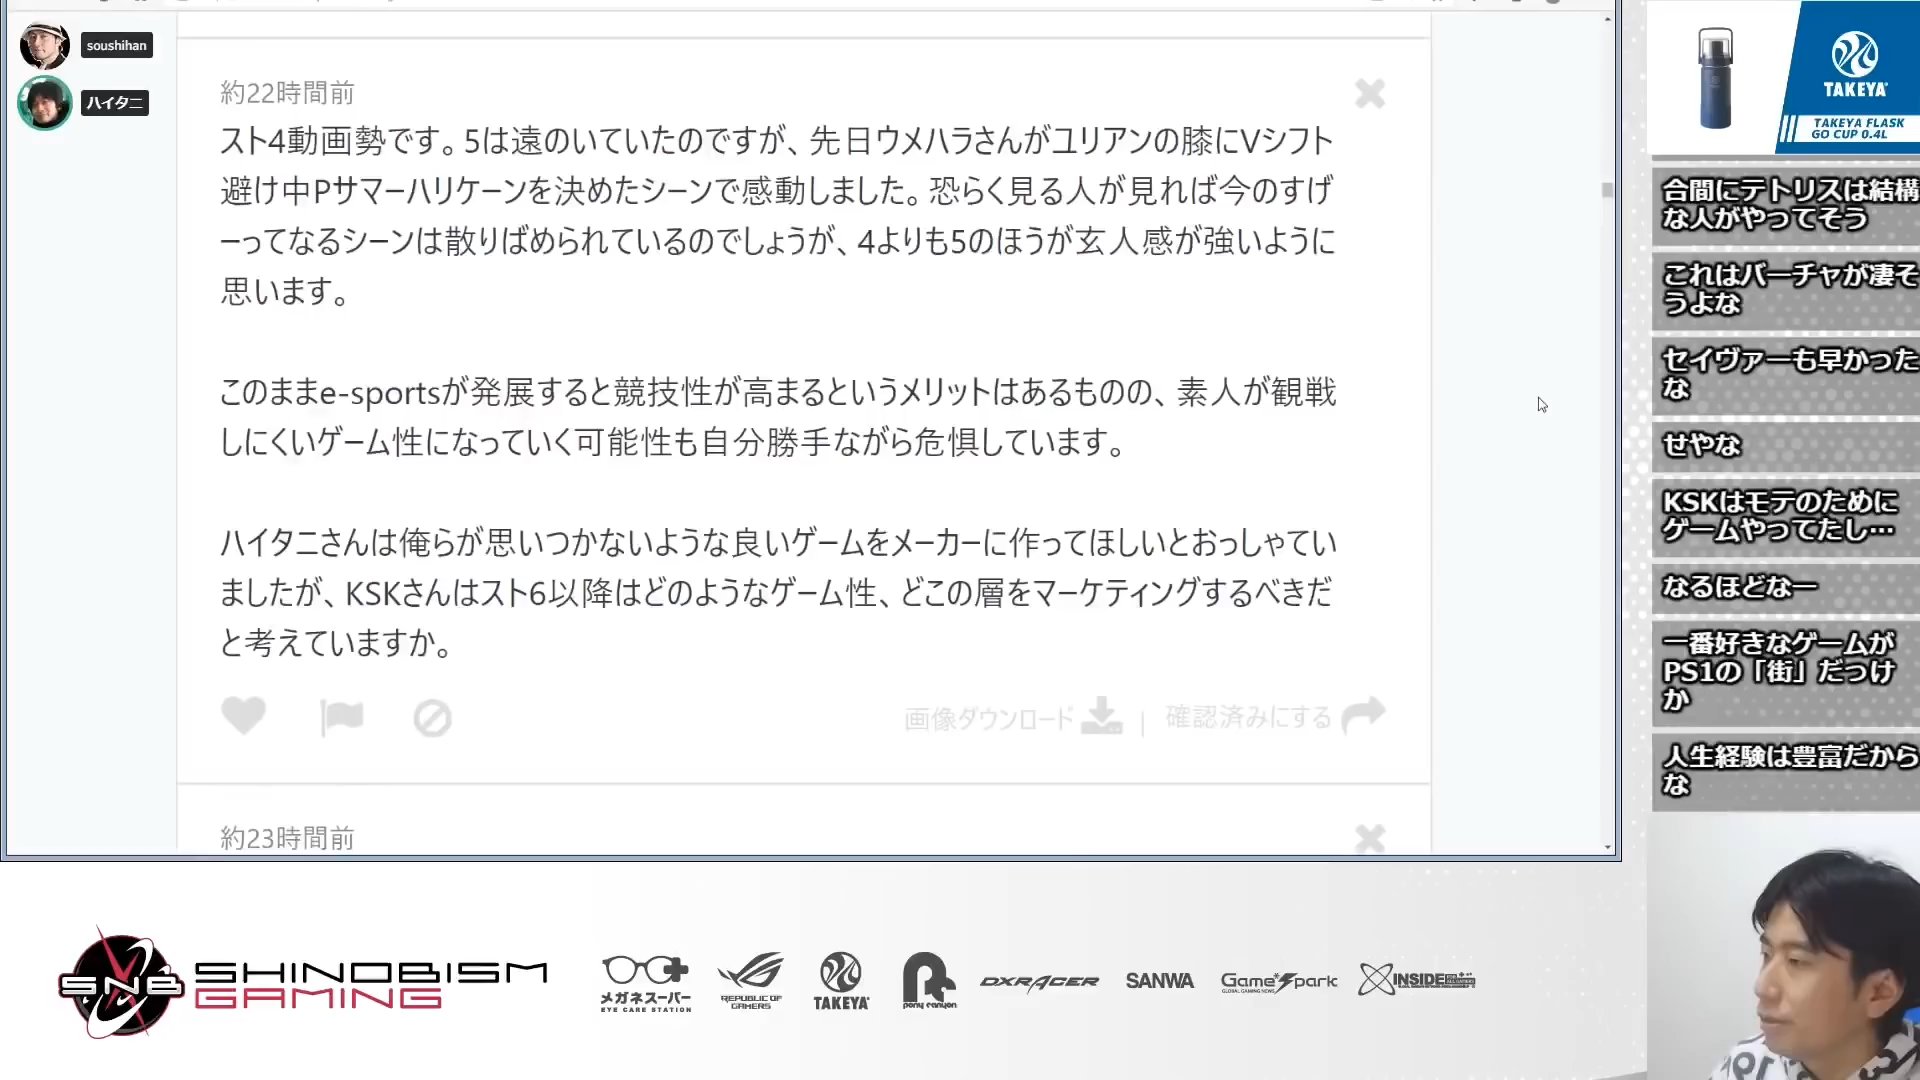 soushihan
ハイタニ
約22時間前
スト4動画勢です。5は遠のいていたのですが、先日ウメハラさんがユリアンの膝にVシフト
避け中Pサマーハリケーンを決めたシーンで感動しました。恐らく見る人が見れば今のすげ
ーってなるシーンは散りばめられているのでしょうが、4よりも5のほうが玄人感が強いように
思います。
このままe-sportsが発展すると競技性が高まるというメリットはあるものの、素人が観戦
しにくいゲーム性になっていく可能性も自分勝手ながら危惧しています。
ハイタニさんは俺らが思いつかないような良いゲームをメーカーに作ってほしいとおっしゃてい
ましたが、KSKさんはスト6以降はどのようなゲーム性、どこの層をマーケティングするべきだ
と考えていますか。
画像ダウンロード | 確認済みにする
約23時間前
TAKEYA
TAKEYA FLASK
GO CUP 0.4L
合間にテトリスは結構
な人がやってそう
これはバーチャが凄そ
うよな
セイヴァーも早かった
な
せやな
KSKはモテのために
ゲームやってたし…
なるほどなー
一番好きなゲームが
PS1の「街」だっけ
か
人生経験は豊富だから
な
SNB
SHINOBISM
GAMING
メガネスーパー
EYE CARE STATION
REPUBLIC OF
GAMERS
TAKEYA
pony canyon
DXRACER
SANWA
Game*Spark
GLOBAL GAMING NEWS
INSIDE